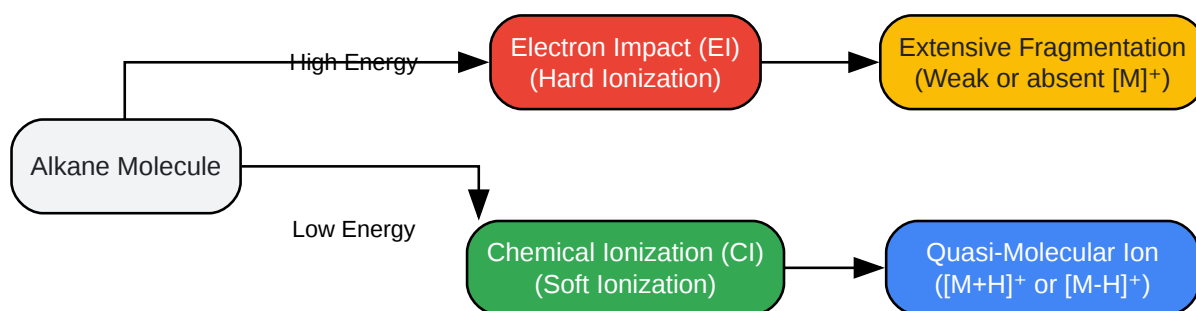 Electron Impact (EI)
(Hard Ionization)
Extensive Fragmentation
(Weak or absent [M]⁺)
High Energy
Alkane Molecule
Low Energy
Chemical Ionization (CI)
(Soft Ionization)
Quasi-Molecular Ion
([M+H]⁺ or [M-H]⁺)